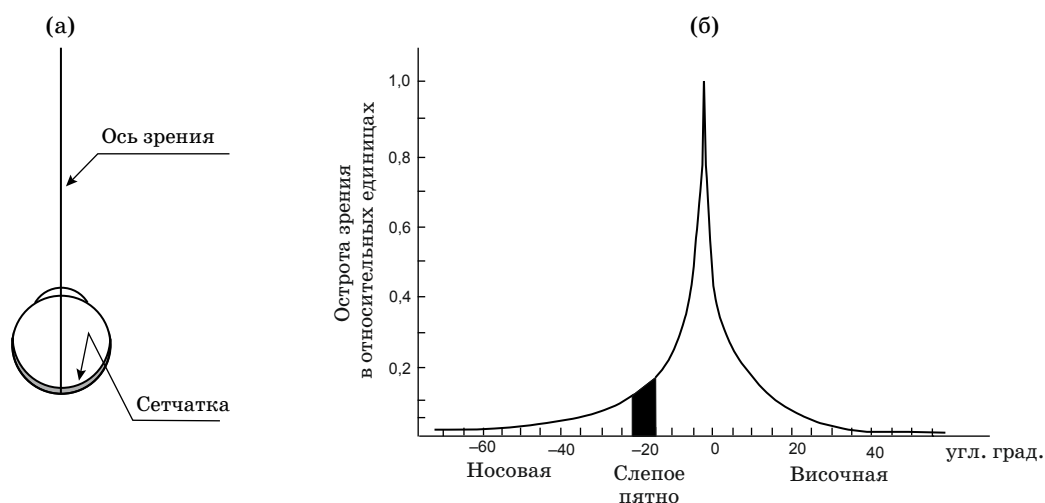 (а)
Ось зрения
Сетчатка
(б)
Острота зрения
в относительных единицах
1,0
0,8
0,6
0,4
0,2
–60
–40
–20
0
20
40
угл. град.
Носовая
Слепое
пятно
Височная